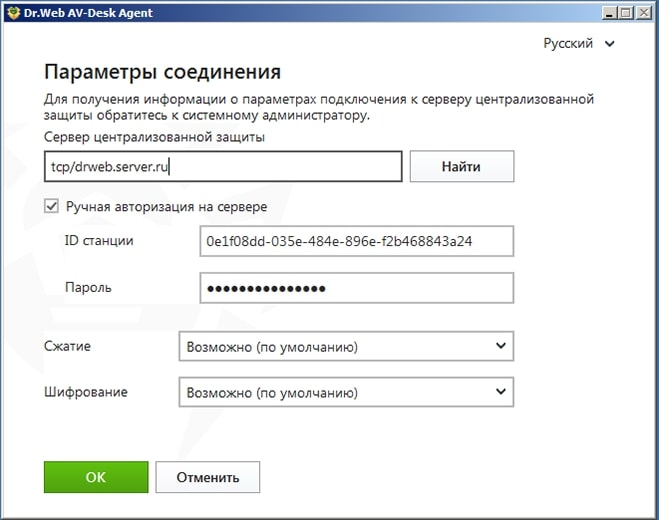 Dr.Web AV-Desk Agent
Русский
Параметры соединения
Для получения информации о параметрах подключения к серверу централизованной
защиты обратитесь к системному администратору.
Сервер централизованной защиты
tcp/drweb.server.ru
Найти
Ручная авторизация на сервере
ID станции
0e1f08dd-035e-484e-896e-f2b468843a24
Пароль
•••••••••••••••
Сжатие
Возможно (по умолчанию)
Шифрование
Возможно (по умолчанию)
OK
Отменить